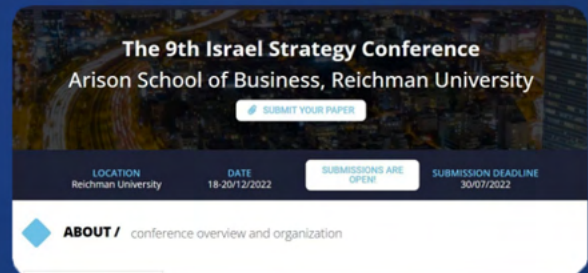 The 9th Israel Strategy Conference
Arison School of Business, Reichman University
SUBMIT YOUR PAPER
LOCATION
Reichman University
DATE
18-20/12/2022
SUBMISSIONS ARE
OPEN!
SUBMISSION DEADLINE
30/07/2022
ABOUT / conference overview and organization